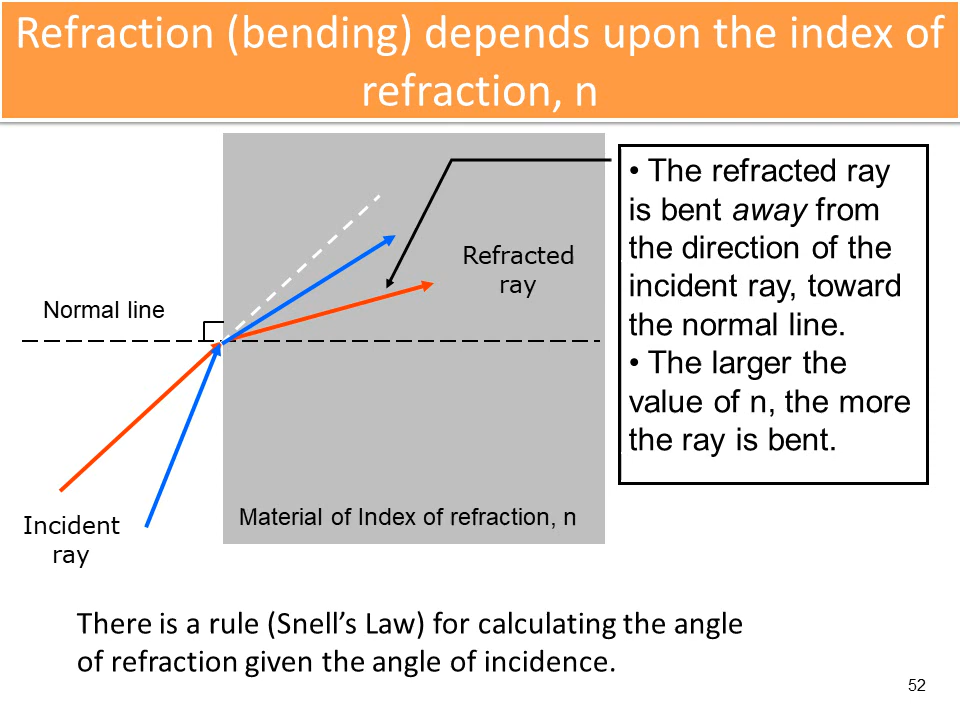 Refraction (bending) depends upon the index of
refraction, n
Normal line
Refracted
ray
Incident
ray
Material of Index of refraction, n
• The refracted ray
is bent away from
the direction of the
incident ray, toward
the normal line.
• The larger the
value of n, the more
the ray is bent.
There is a rule (Snell’s Law) for calculating the angle
of refraction given the angle of incidence.
52